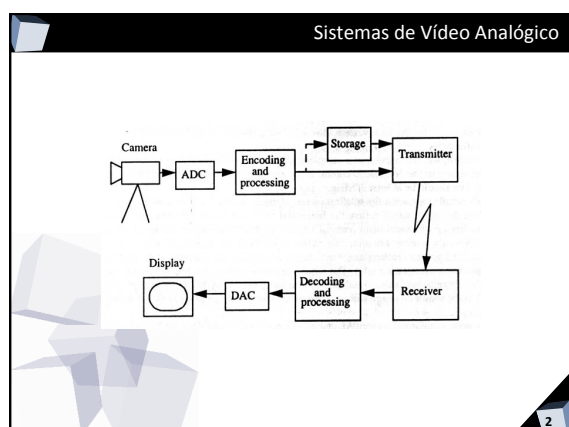 Sistemas de Vídeo Analógico
Camera
ADC
Encoding
and
processing
Storage
Transmitter
Display
DAC
Decoding
and
processing
Receiver
2